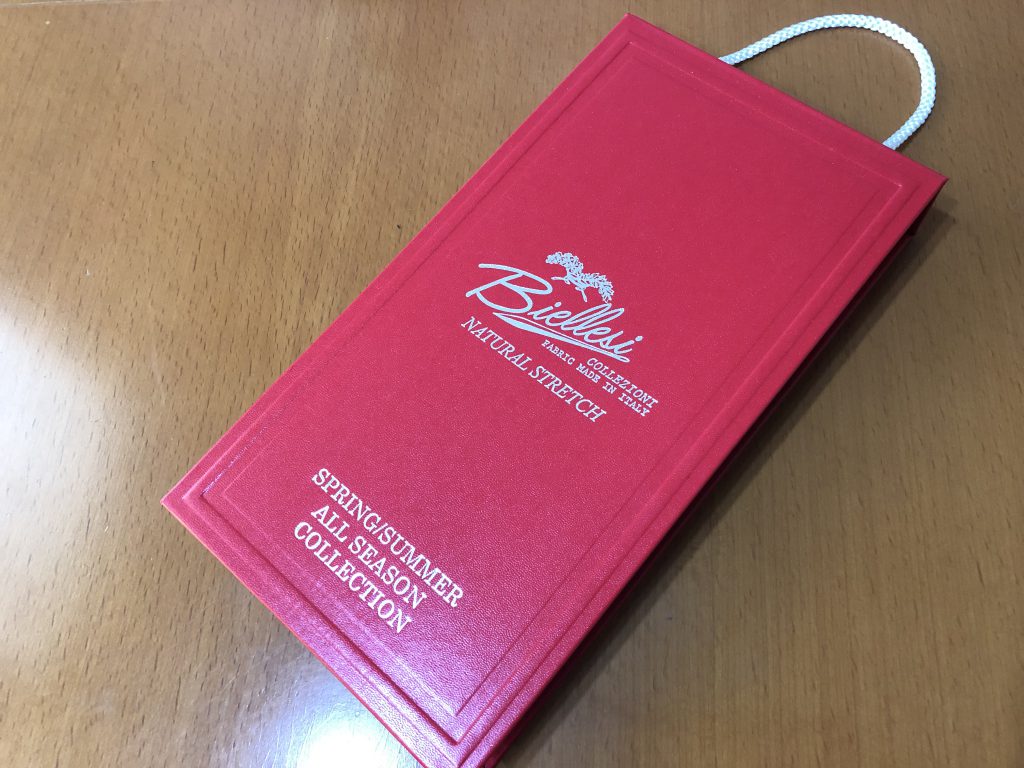 Biellesi
COLLEZIONI
FABRIC MADE IN ITALY
NATURAL STRETCH
SPRING/SUMMER
ALL SEASON
COLLECTION